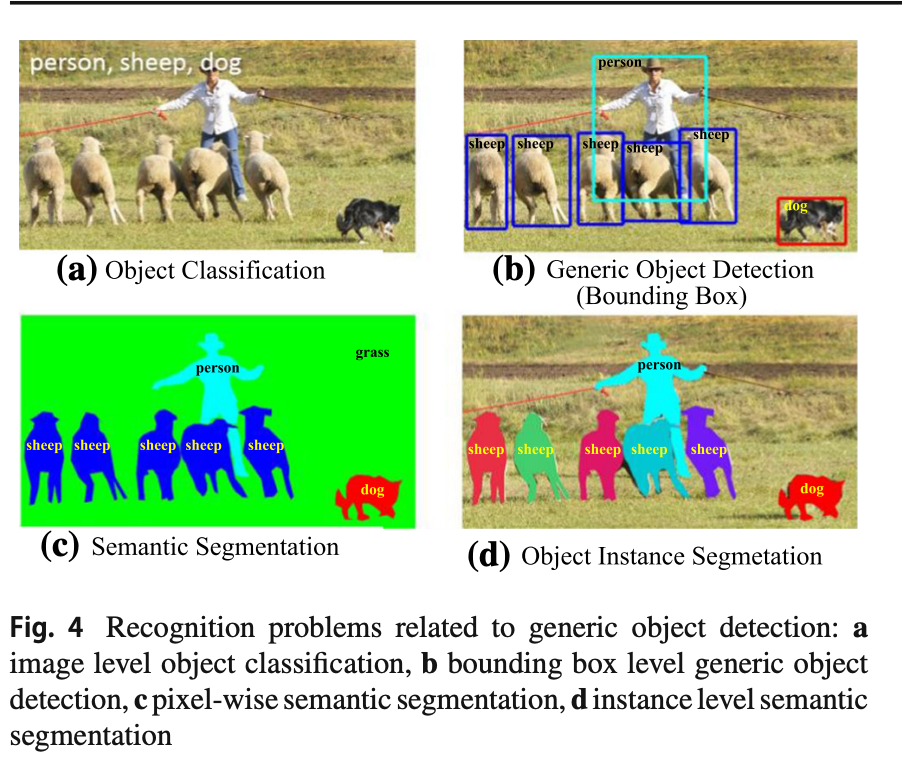 person, sheep, dog
person
sheep
sheep
sheep
sheep
sheep
dog
(a) Object Classification
(b) Generic Object Detection
(Bounding Box)
grass
person
sheep
sheep
sheep
sheep
sheep
dog
person
sheep
sheep
sheep
sheep
sheep
dog
(c) Semantic Segmentation
(d) Object Instance Segmetation
Fig. 4 Recognition problems related to generic object detection: a
image level object classification, b bounding box level generic object
detection, c pixel-wise semantic segmentation, d instance level semantic
segmentation